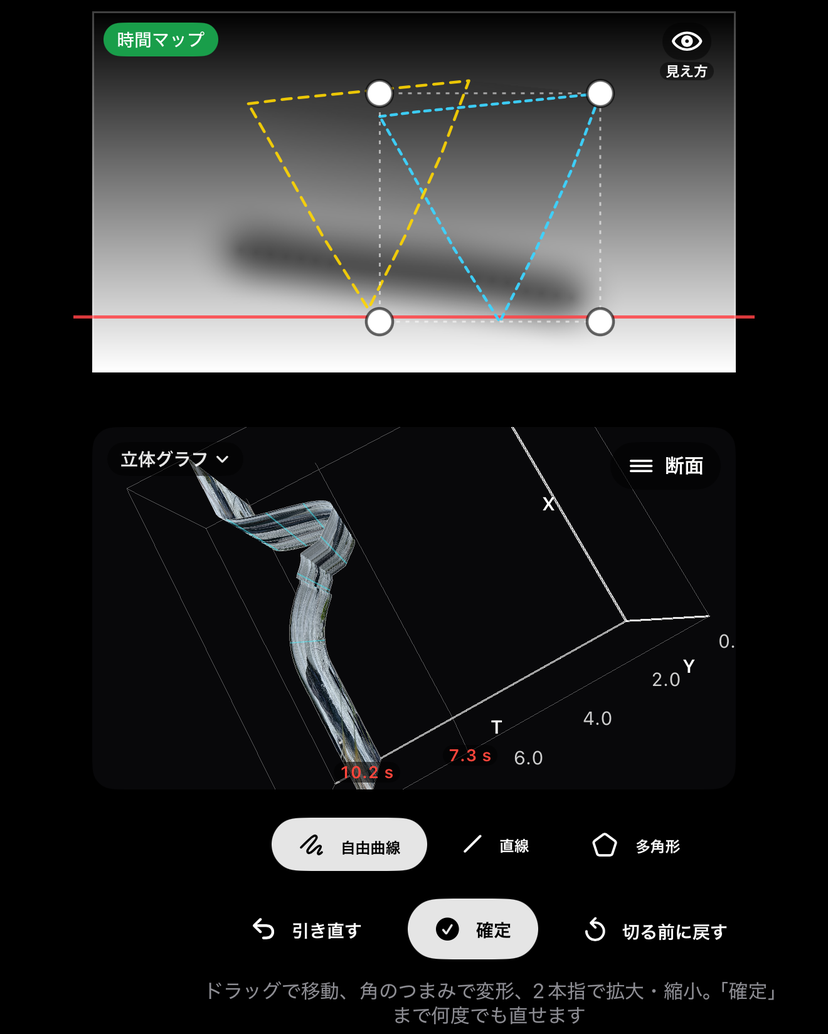 時間マップ
見え方
立体グラフ
断面
X
0.
Y
2.0
4.0
T
7.3 s
6.0
10.2 s
自由曲線
直線
多角形
引き直す
確定
切る前に戻す
ドラッグで移動、角のつまみで変形、2本指で拡大・縮小。「確定」
まで何度でも直せます